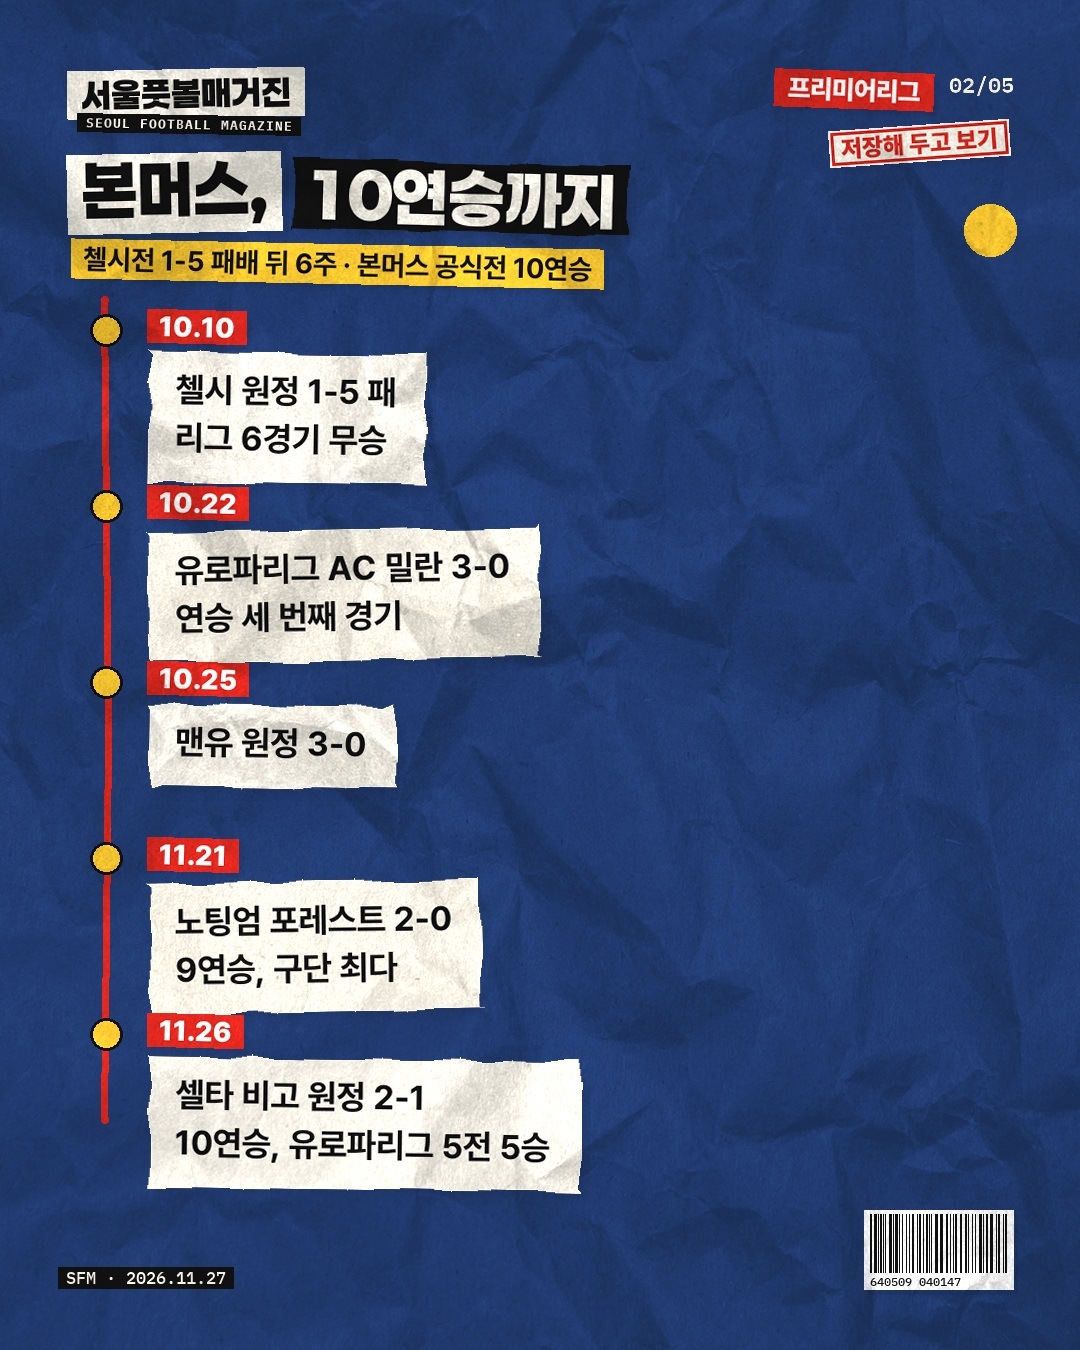 서울풋볼매거진
SEOUL FOOTBALL MAGAZINE
프리미어리그
02/05
저장해 두고 보기
본머스, 10연승까지
첼시전 1-5 패배 뒤 6주 · 본머스 공식전 10연승
10.10
첼시 원정 1-5 패
리그 6경기 무승
10.22
유로파리그 AC 밀란 3-0
연승 세 번째 경기
10.25
맨유 원정 3-0
11.21
노팅엄 포레스트 2-0
9연승, 구단 최다
11.26
셀타 비고 원정 2-1
10연승, 유로파리그 5전 5승
SFM · 2026.11.27
640509 040147